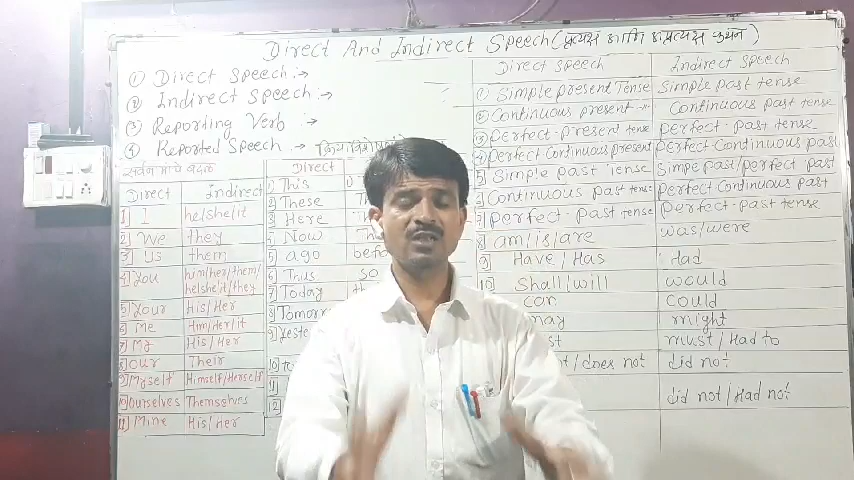 Direct And Indirect Speech (प्रत्यक्ष आणि अप्रत्यक्ष कथन)
① Direct Speech :→
② Indirect Speech :→
③ Reporting Verb :→
④ Reported Speech :→
सर्वनामाचे बदल
Direct Indirect
1] I he/she/it
2] We they
3] Us them
4] You him/her/them/
he/she/it/they
5] Your His/Her
6] Me Him/Her/it
7] My His/Her
8] Our Their
9] Myself Himself/Herself
10] Ourselves Themselves
11] Mine His/Her
क्रियाविशेषणाचे
Direct
1] This
2] These
3] Here
4] Now
5] ago
6] Thus so
7] Today
8]
9]
10]
11]
12]
Direct Speech Indirect Speech
① Simple present Tense Simple past tense
② Continuous present Continuous past tense
③ Perfect-present tense perfect-past tense
④ Perfect Continuous present Perfect Continuous past
5] Simple past Tense Simpe past/perfect past
6] Continuous past tense Perfect Continuous past
7] Perfect-past tense Perfect-past tense
8] am/is/are was/were
9] Have/Has Had
10] Shall/will would
Could
might
must/Had to
/does not did not
did not/Had not